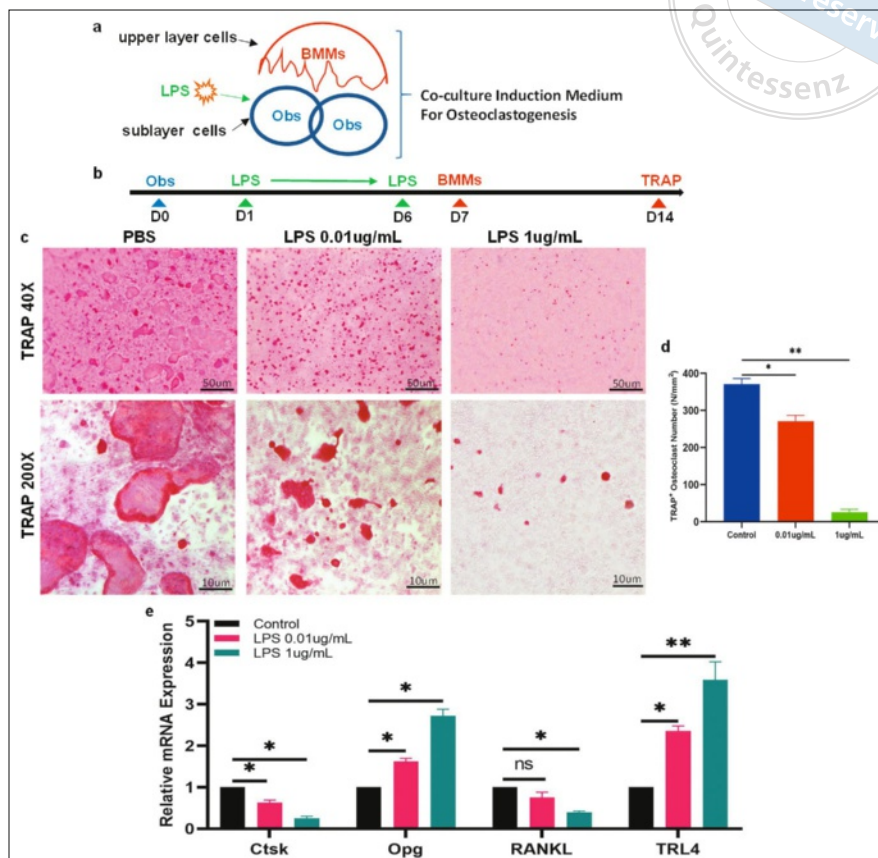 Quintessenz
reserv
a
upper layer cells
BMMs
LPS
Obs
Obs
sublayer cells
Co-culture Induction Medium
For Osteoclastogenesis
b
Obs LPS LPS BMMs TRAP
D0 D1 D6 D7 D14
c
PBS LPS 0.01ug/mL LPS 1ug/mL
TRAP 40X
50um 50um 50um
TRAP 200X
10um 10um 10um
d
** 
*
TRAP+ Osteoclast Number (N/mm²)
400
300
200
100
0
Control 0.01ug/mL 1ug/mL
e
Control
LPS 0.01ug/mL
LPS 1ug/mL
Relative mRNA Expression
5
4
3
2
1
0
* * * * ns * * **
Ctsk Opg RANKL TRL4